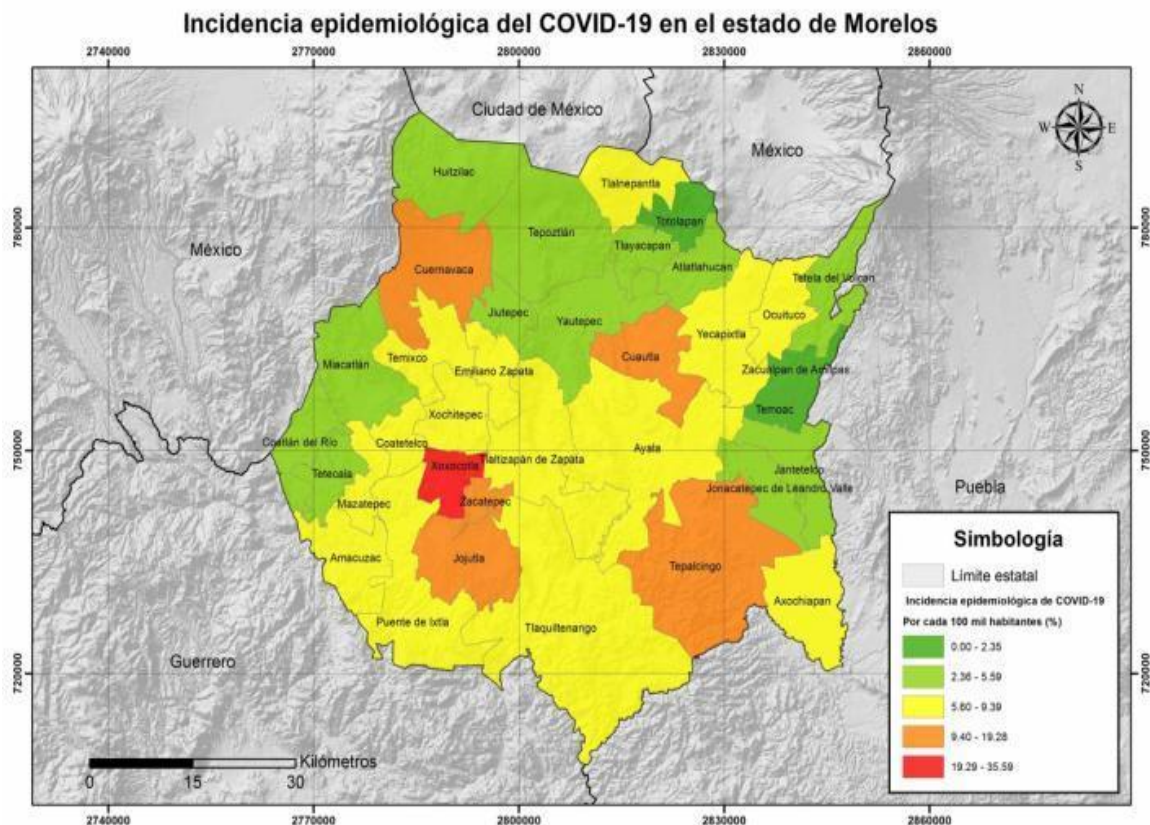 Incidencia epidemiológica del COVID-19 en el estado de Morelos
2740000 2770000 2800000 2830000 2860000
Ciudad de México
N
W E
S
México
Huitzilac
Tlalnepantla
Totolapan
780000 780000
Tepoztlán
Tlayacapan
México
Atlatlahucan
Cuernavaca
Tetela del Volcán
Jiutepec
Yautepec
Ocuituco
Yecapixtla
Cuautla
Temixco
Miacatlán
Emiliano Zapata
Zacualpan de Amilpas
Temoac
Xochitepec
Coatlán del Río
Coatetelco
Ayala
750000 750000
Xoxocotla
Tlaltizapán de Zapata
Tetecala
Jantetelco
Jonacatepec de Leandro Valle
Puebla
Mazatepec
Zacatepec
Amacuzac
Jojutla
Tepalcingo
Axochiapan
Puente de Ixtla
Tlaquiltenango
Guerrero
720000 720000
Simbología
Limite estatal
Incidencia epidemiológica de COVID-19
Por cada 100 mil habitantes (%)
0.00 - 2.35
2.36 - 5.59
5.60 - 9.39
9.40 - 19.28
19.29 - 35.59
Kilómetros
0 15 30
2740000 2770000 2800000 2830000 2860000